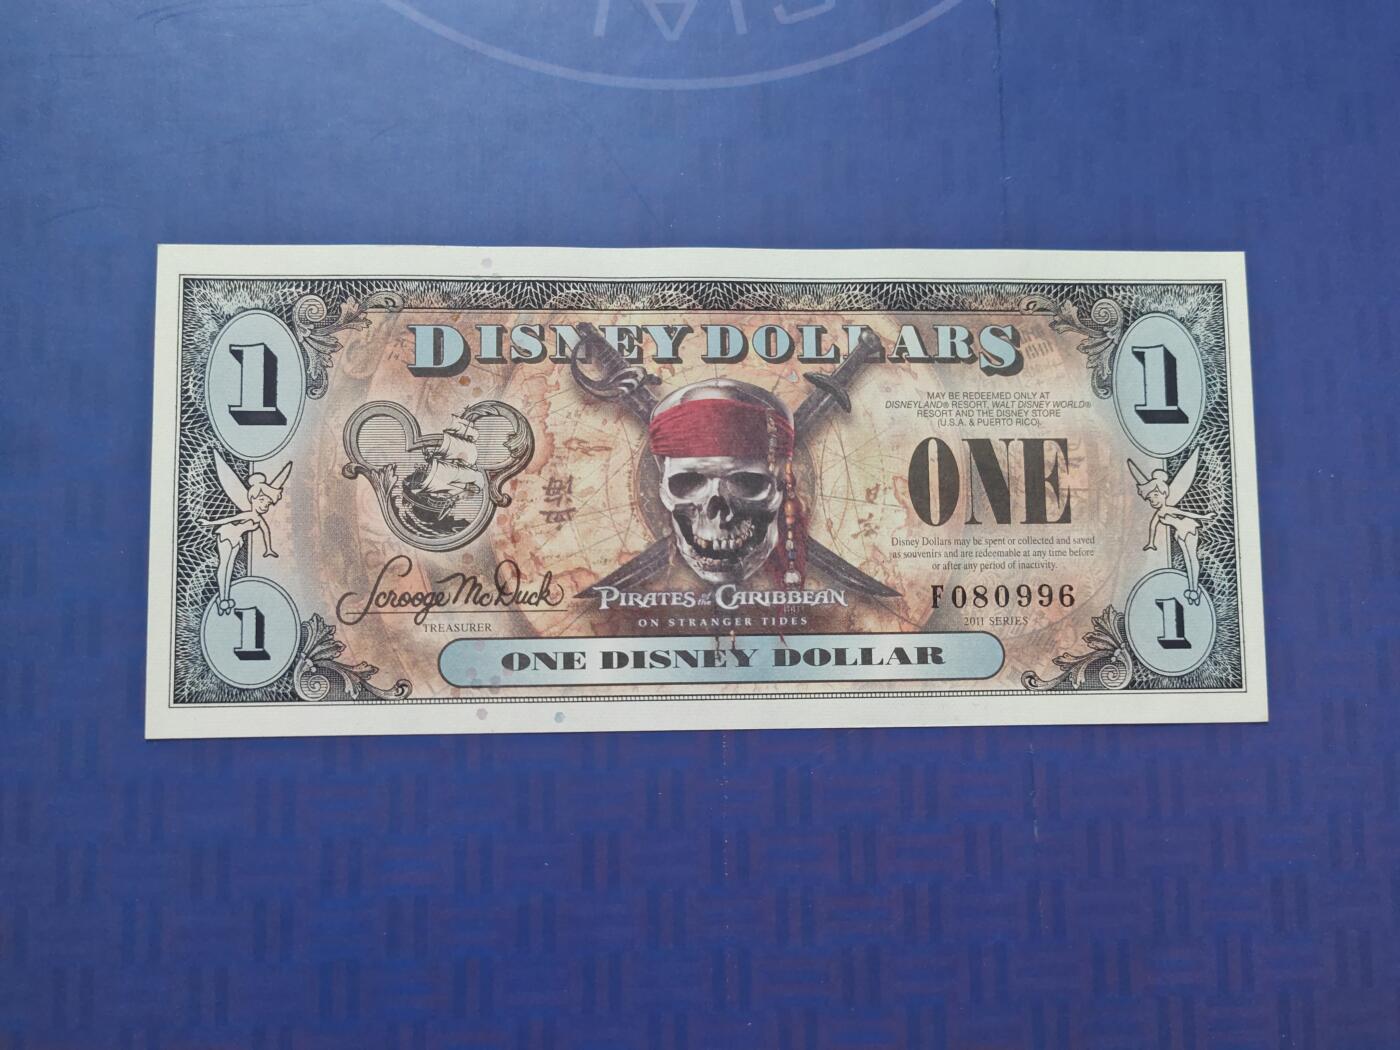 CIAL
DISNEY DOLLARS
1
1
MAY BE REDEEMED ONLY AT
DISNEYLAND® RESORT, WALT DISNEY WORLD®
RESORT AND THE DISNEY STORE
(U.S.A. & PUERTO RICO).
ONE
Disney Dollars may be spent or collected and saved
as souvenirs and are redeemable at any time before
or after any period of inactivity.
Scrooge McDuck
TREASURER
PIRATES of the CARIBBEAN
ON STRANGER TIDES
F080996
2011 SERIES
1
1
ONE DISNEY DOLLAR